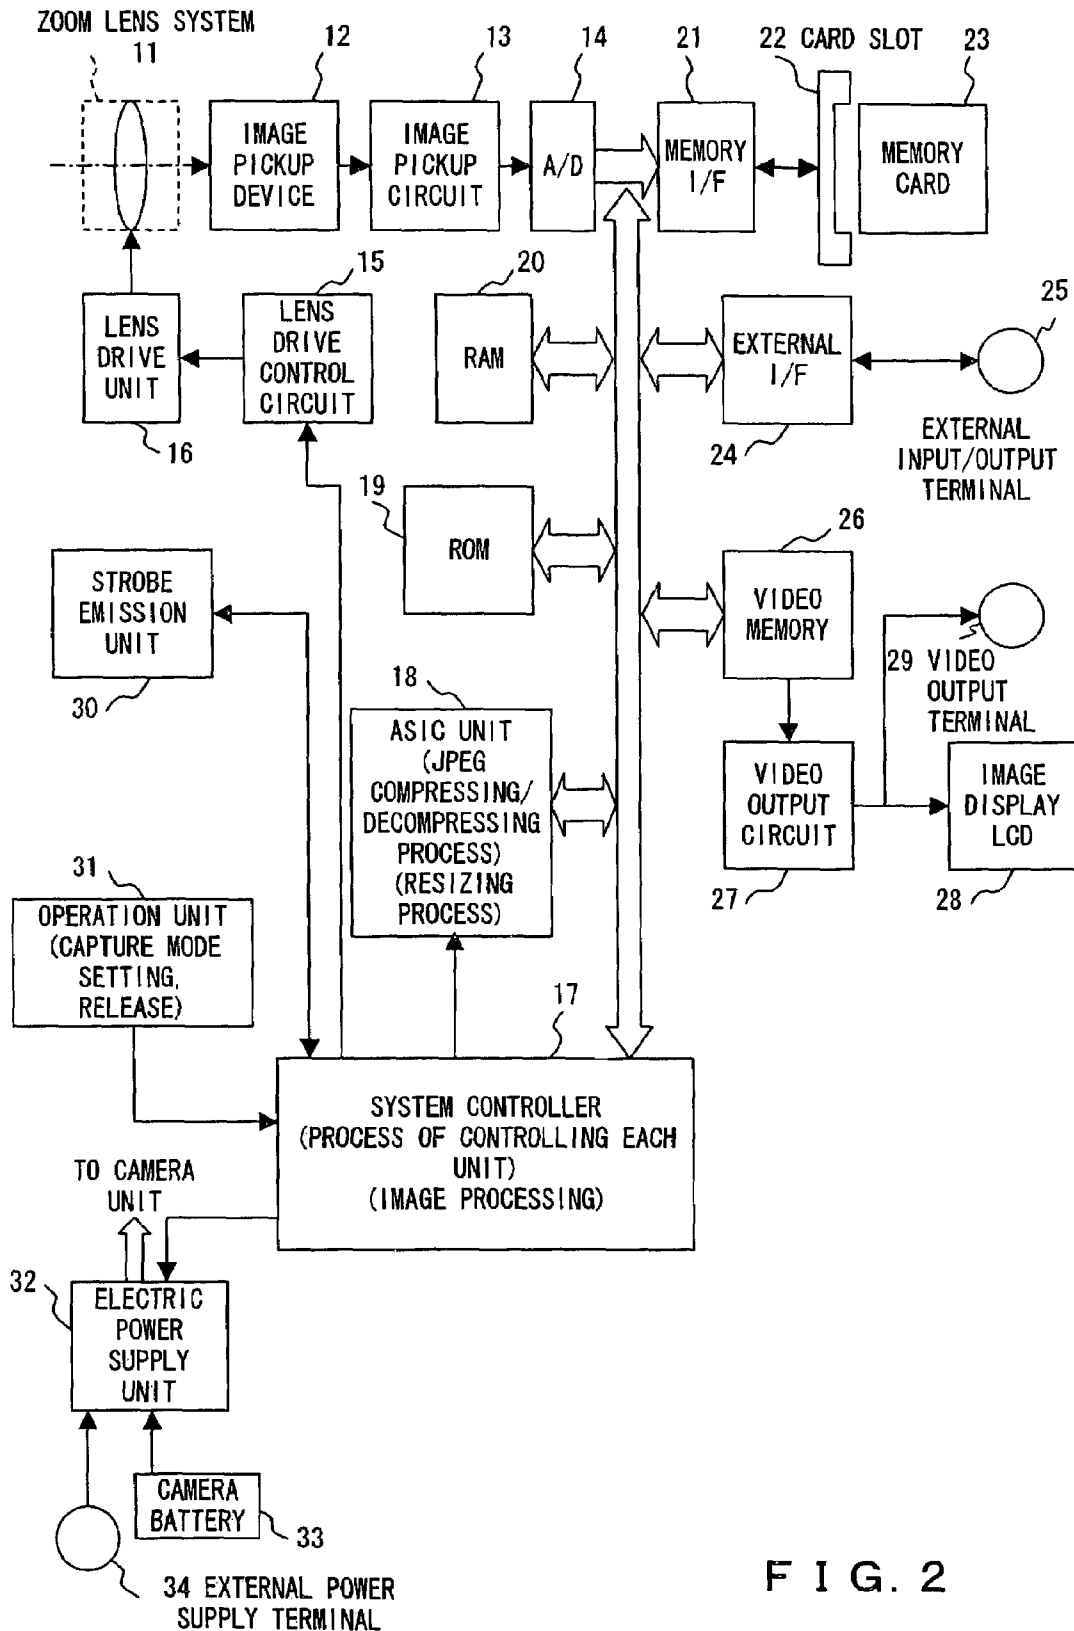 ZOOM LENS SYSTEM
11
12
13
14
21
22 CARD SLOT
23
IMAGE
PICKUP
DEVICE
IMAGE
PICKUP
CIRCUIT
A/D
MEMORY
I/F
MEMORY
CARD
15
20
25
LENS
DRIVE
UNIT
LENS
DRIVE
CONTROL
CIRCUIT
RAM
EXTERNAL
I/F
16
24
EXTERNAL
INPUT/OUTPUT
TERMINAL
19
ROM
26
STROBE
EMISSION
UNIT
VIDEO
MEMORY
30
18
29 VIDEO
OUTPUT
TERMINAL
ASIC UNIT
(JPEG
COMPRESSING/
DECOMPRESSING
PROCESS)
(RESIZING
PROCESS)
VIDEO
OUTPUT
CIRCUIT
IMAGE
DISPLAY
LCD
27
28
31
OPERATION UNIT
(CAPTURE MODE
SETTING,
RELEASE)
17
SYSTEM CONTROLLER
(PROCESS OF CONTROLLING EACH
UNIT)
(IMAGE PROCESSING)
TO CAMERA
UNIT
32
ELECTRIC
POWER
SUPPLY
UNIT
CAMERA
BATTERY
33
34 EXTERNAL POWER
SUPPLY TERMINAL
FIG. 2